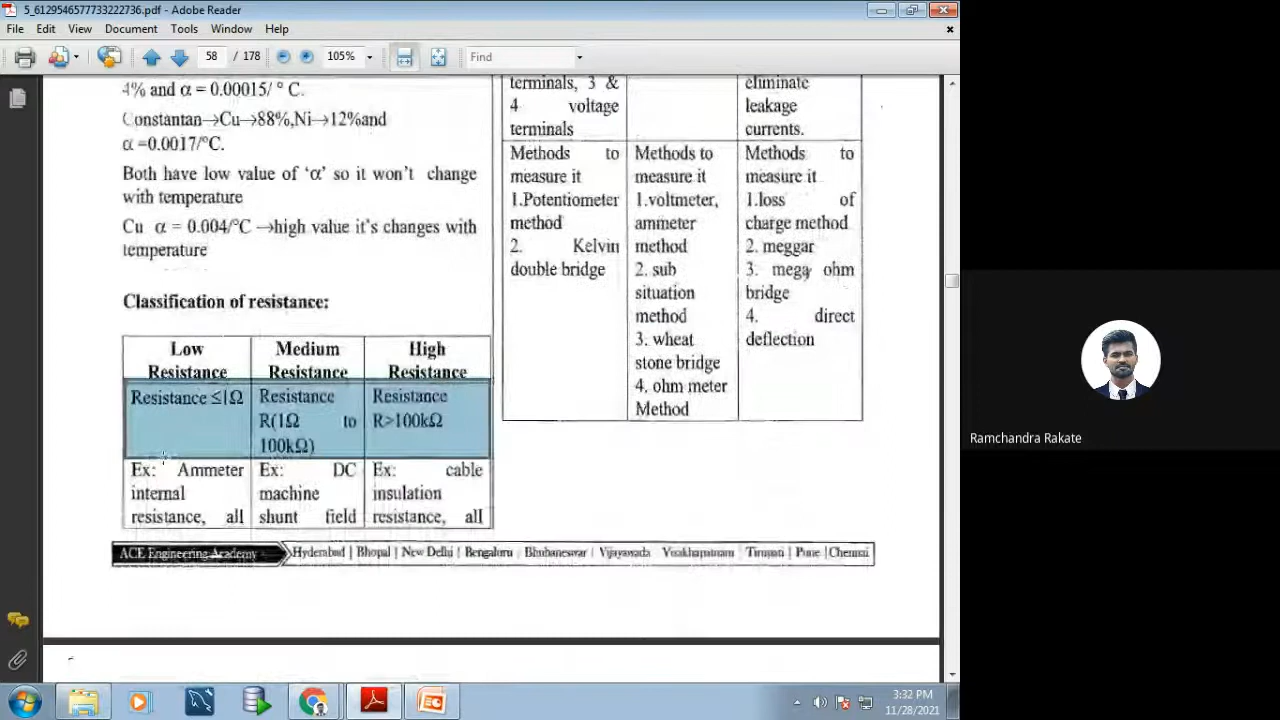 5_6129546577733222736.pdf - Adobe Reader
File Edit View Document Tools Window Help
58 / 178 105% Find
4% and α = 0.00015/ ° C.
Constantan→Cu→88%,Ni→12%and
α =0.0017/°C.
Both have low value of ‘α’ so it won’t change
with temperature
Cu α = 0.004/°C →high value it’s changes with
temperature
Classification of resistance:
Low Resistance
Medium Resistance
High Resistance
Resistance ≤1Ω
Resistance
R(1Ω to
100kΩ)
Resistance
R>100kΩ
Ex: Ammeter
internal
resistance, all
Ex: DC
machine
shunt field
Ex: cable
insulation
resistance, all
terminals, 3 &
4 voltage
terminals
eliminate
leakage
currents.
Methods to
measure it
1.Potentiometer
method
2. Kelvin
double bridge
Methods to
measure it
1.voltmeter,
ammeter
method
2. sub
situation
method
3. wheat
stone bridge
4. ohm meter
Method
Methods to
measure it
1.loss of
charge method
2. meggar
3. mega ohm
bridge
4. direct
deflection
ACE Engineering Academy Hyderabad | Bhopal | New Delhi | Bengaluru | Bhubaneswar | Vijayawada | Visakhapatnam | Tirupati | Pune | Chennai
Ramchandra Rakate
3:32 PM
11/28/2021